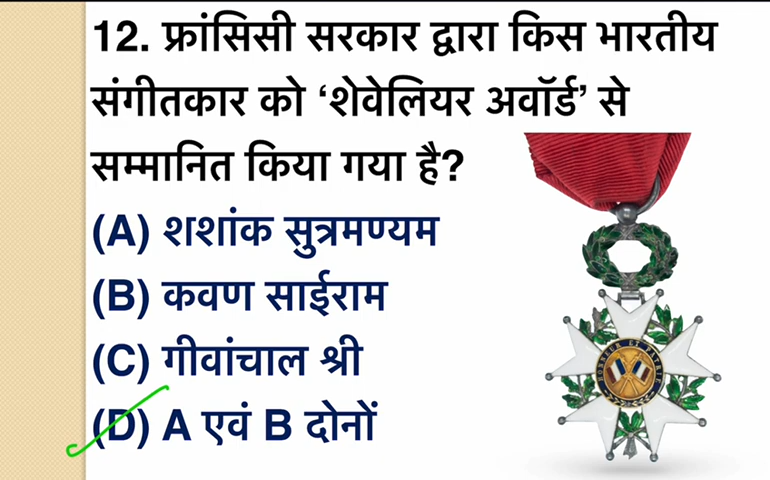 12. फ्रांसिसी सरकार द्वारा किस भारतीय
संगीतकार को ‘शेवेलियर अवॉर्ड’ से
सम्मानित किया गया है?
(A) शशांक सुत्रमण्यम
(B) कवण साईराम
(C) गीवांचाल श्री
(D) A एवं B दोनों